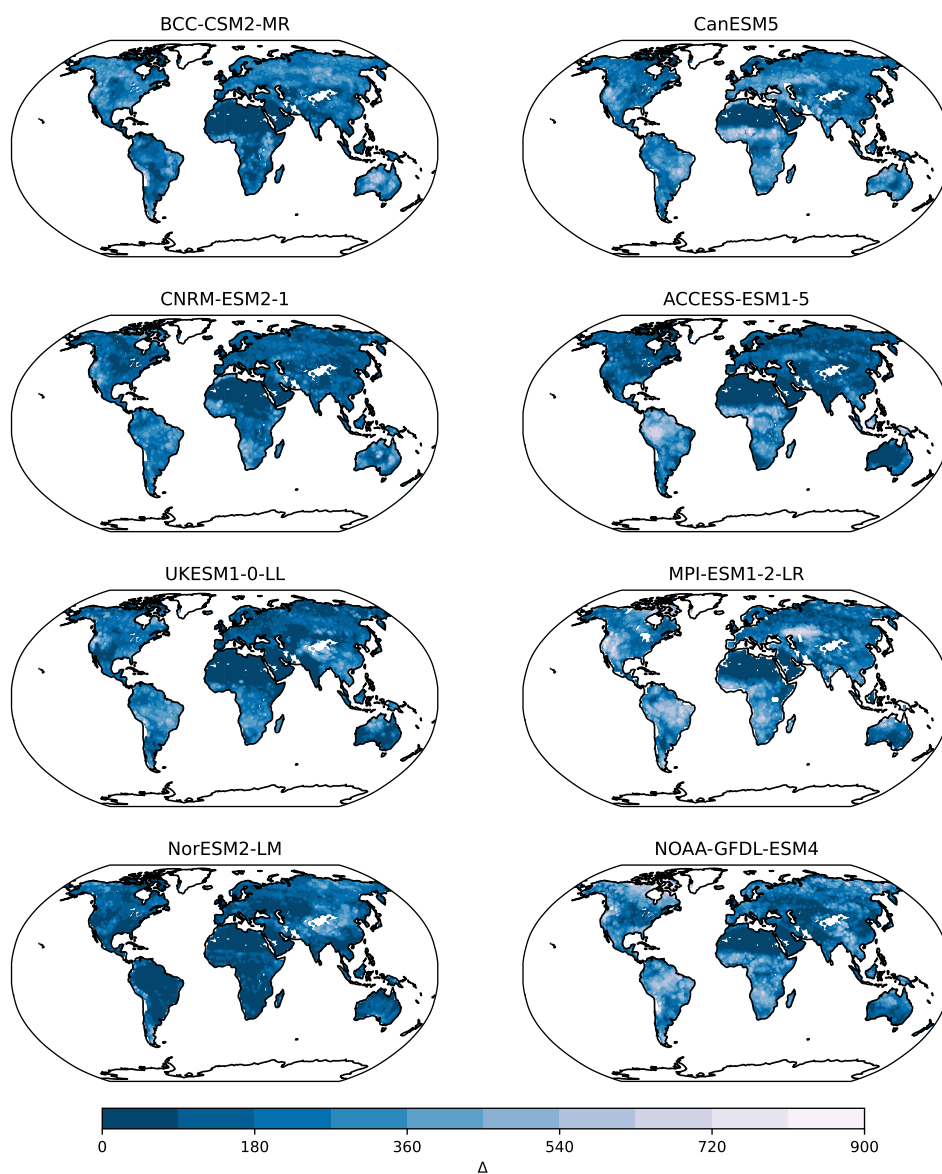 BCC-CSM2-MR
CanESM5
CNRM-ESM2-1
ACCESS-ESM1-5
UKESM1-0-LL
MPI-ESM1-2-LR
NorESM2-LM
NOAA-GFDL-ESM4
0 180 360 540 720 900
Δ